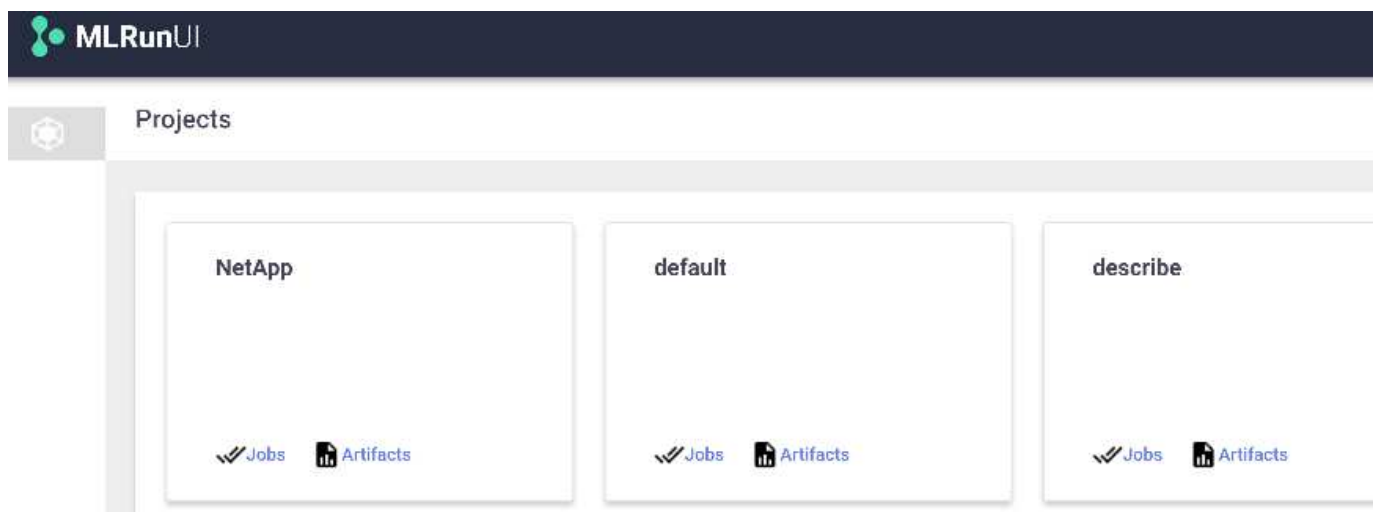 MLRunUI
Projects
NetApp
default
describe
Jobs Artifacts
Jobs Artifacts
Jobs Artifacts